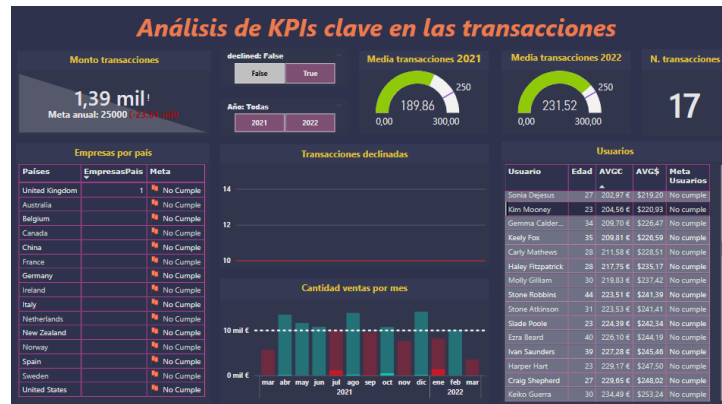 Análisis de KPIs clave en las transacciones
Monto transacciones
1,39 mil!
Meta anual: 25000
declined: False
False True
Año: Todas
2021 2022
Media transacciones 2021
250
189,86
0,00 300,00
Media transacciones 2022
250
231,52
0,00 300,00
N. transacciones
17
Empresas por país
Países EmpresasPais Meta
United Kingdom 1 No Cumple
Australia No Cumple
Belgium No Cumple
Canada No Cumple
China No Cumple
France No Cumple
Germany No Cumple
Ireland No Cumple
Italy No Cumple
Netherlands No Cumple
New Zealand No Cumple
Norway No Cumple
Spain No Cumple
Sweden No Cumple
United States No Cumple
Transacciones declinadas
14
12
10
Cantidad ventas por mes
10 mil €
0 mil €
mar abr may jun jul ago sep oct nov dic ene feb mar
2021 2022
Usuarios
Usuario Edad AVG€ AVG$ Meta Usuarios
Sonia Dejesus 27 202,97 € $219,20 No cumple
Kim Mooney 23 204,56 € $220,93 No cumple
Gemma Calder... 34 209,70 € $226,47 No cumple
Keely Fox 35 209,81 € $226,59 No cumple
Carly Mathews 28 211,58 € $228,51 No cumple
Haley Fitzpatrick 28 217,75 € $235,17 No cumple
Molly Gilliam 30 219,83 € $237,42 No cumple
Stone Robbins 44 223,51 € $241,39 No cumple
Stone Atkinson 31 223,53 € $241,41 No cumple
Slade Poole 23 224,39 € $242,34 No cumple
Ezra Beard 40 226,10 € $244,19 No cumple
Ivan Saunders 39 227,28 € $245,46 No cumple
Harper Hart 23 229,17 € $247,50 No cumple
Craig Shepherd 27 229,65 € $248,02 No cumple
Keiko Guerra 30 234,49 € $253,24 No cumple